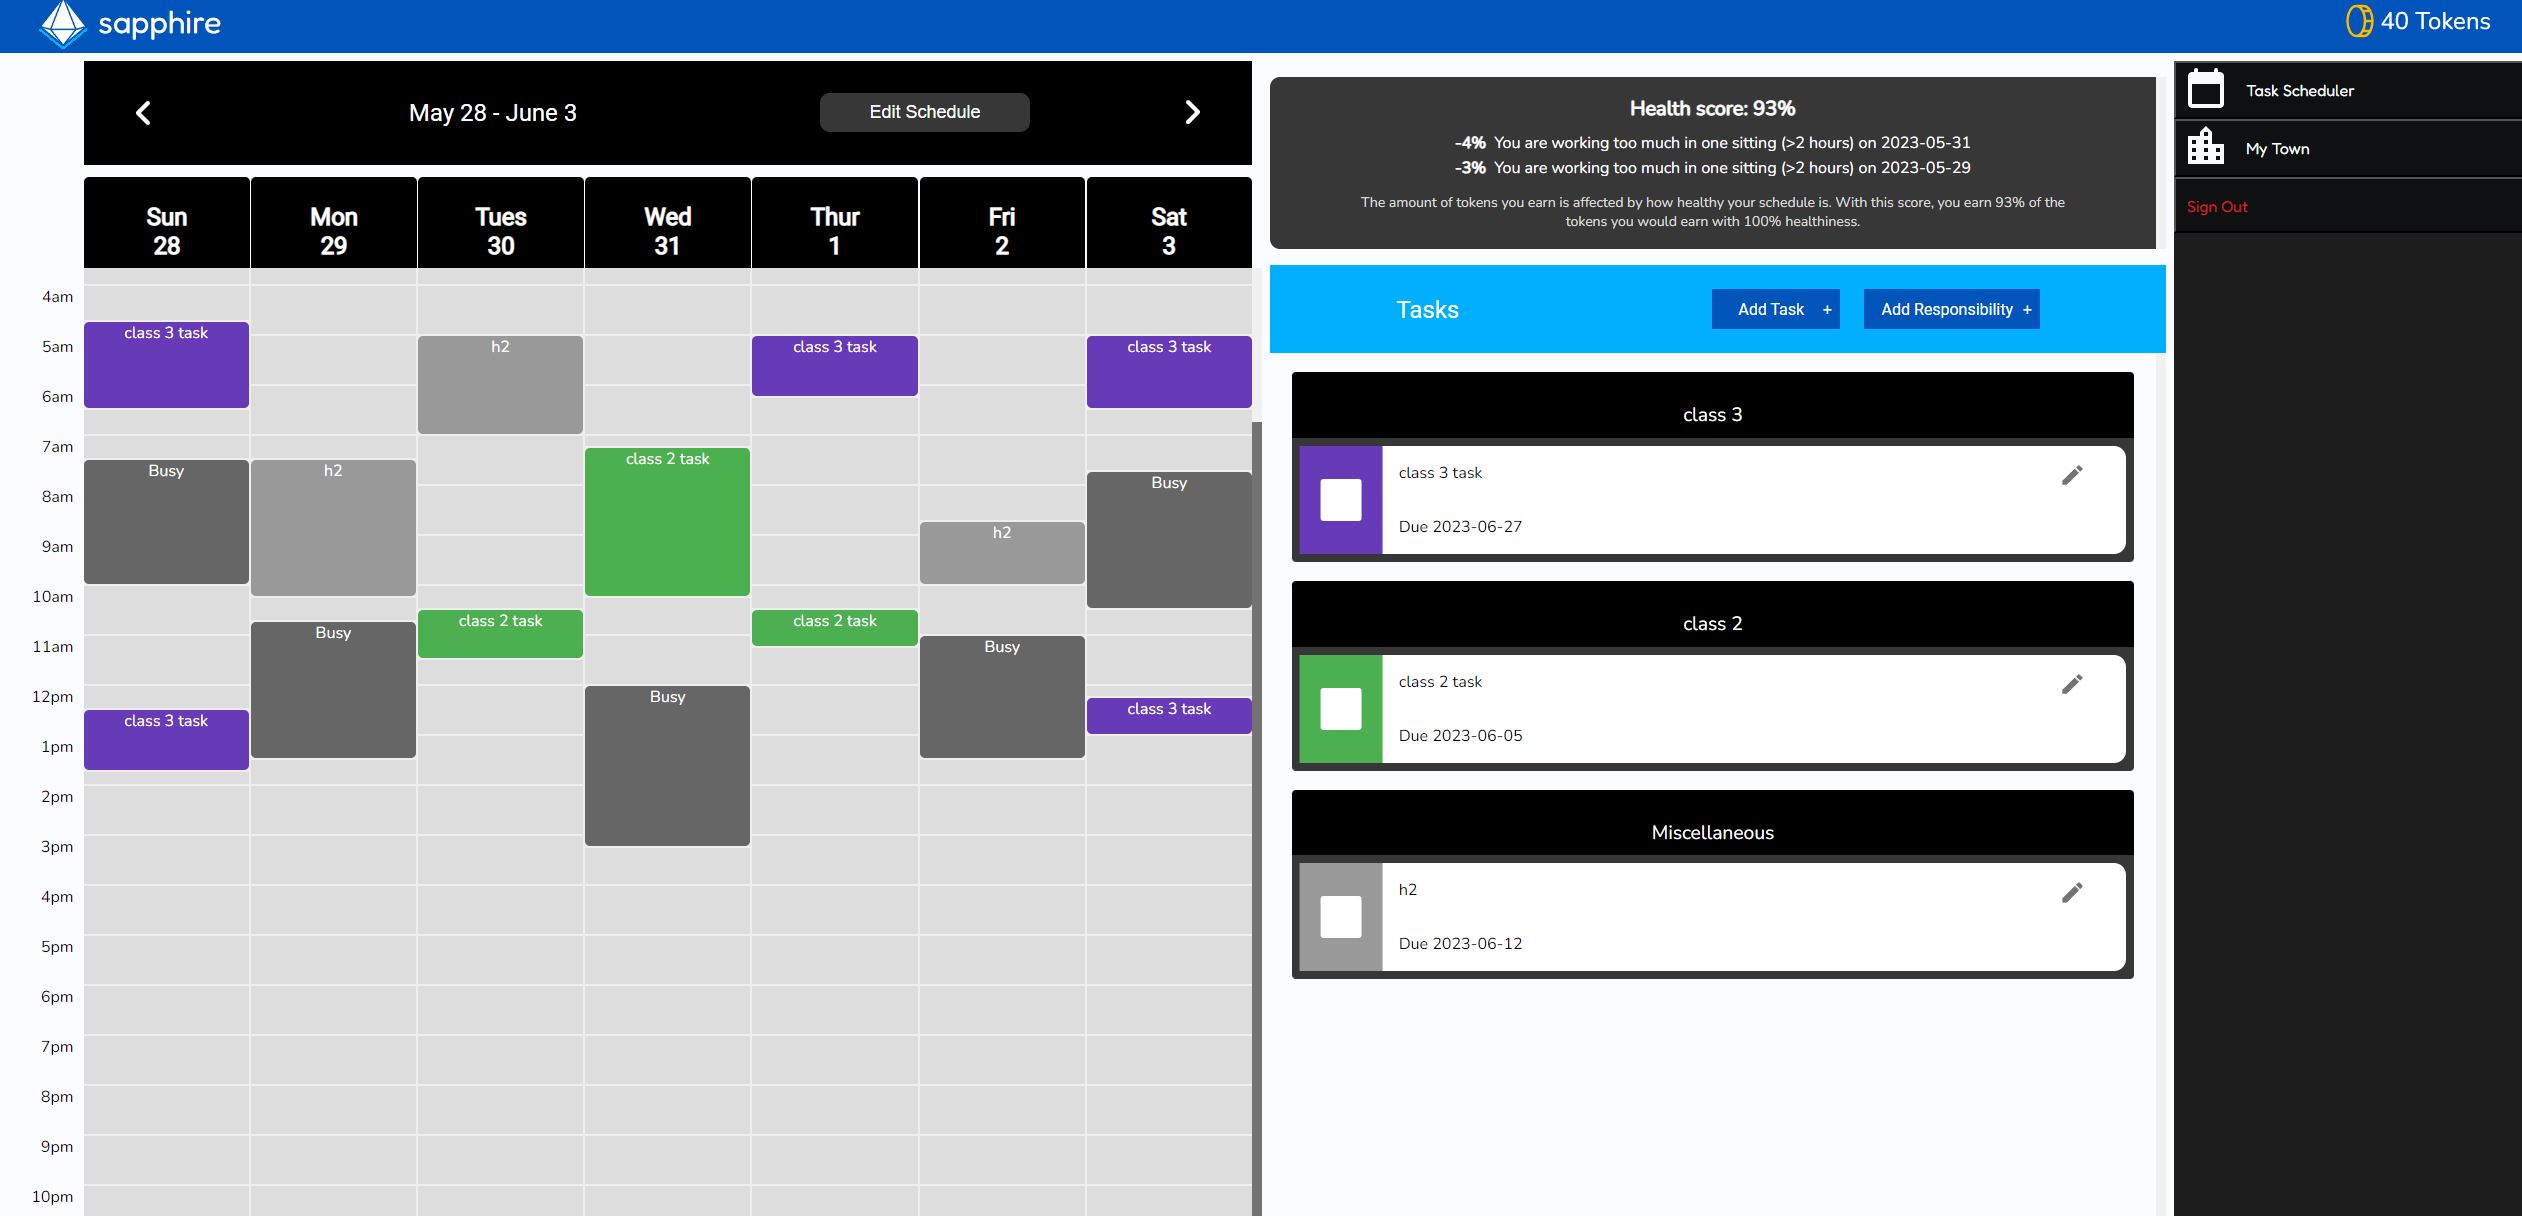 sapphire
40 Tokens
May 28 - June 3
Edit Schedule
Sun
28
Mon
29
Tues
30
Wed
31
Thur
1
Fri
2
Sat
3
4am
5am
6am
7am
8am
9am
10am
11am
12pm
1pm
2pm
3pm
4pm
5pm
6pm
7pm
8pm
9pm
10pm
class 3 task
Busy
class 3 task
h2
Busy
h2
class 2 task
class 2 task
Busy
class 3 task
class 2 task
h2
Busy
class 3 task
Busy
class 3 task
Health score: 93%
-4% You are working too much in one sitting (>2 hours) on 2023-05-31
-3% You are working too much in one sitting (>2 hours) on 2023-05-29
The amount of tokens you earn is affected by how healthy your schedule is. With this score, you earn 93% of the
tokens you would earn with 100% healthiness.
Tasks
Add Task +
Add Responsibility +
class 3
class 3 task
Due 2023-06-27
class 2
class 2 task
Due 2023-06-05
Miscellaneous
h2
Due 2023-06-12
Task Scheduler
My Town
Sign Out